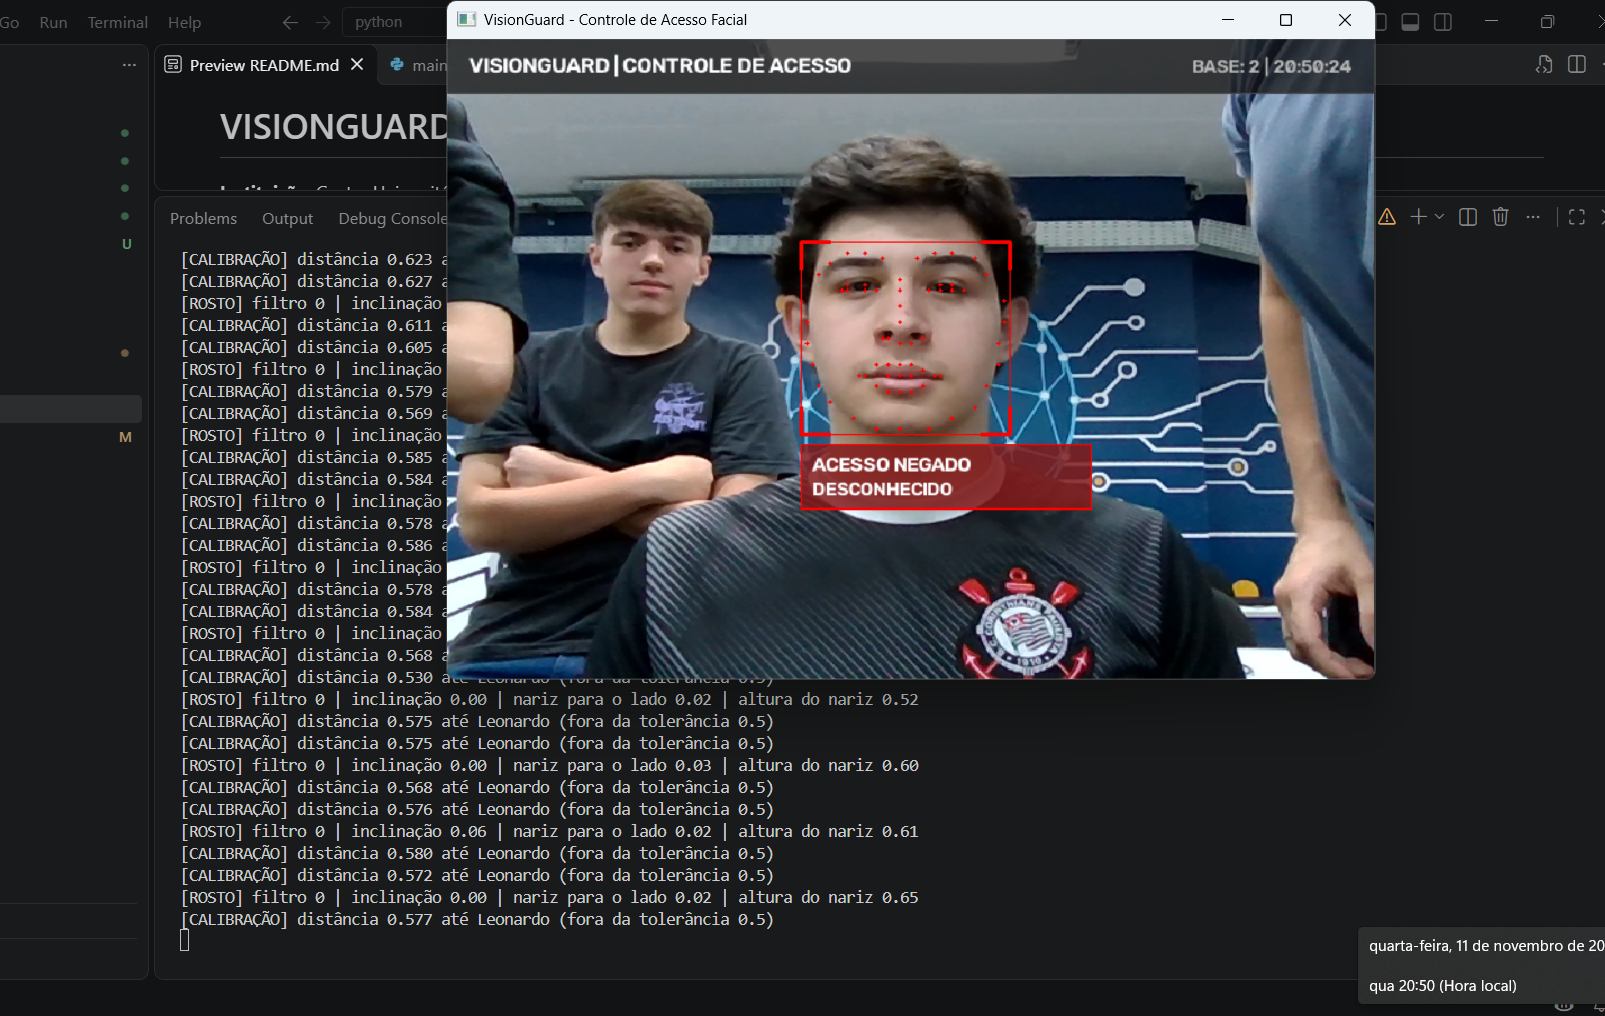 Go Run Terminal Help
python
VisionGuard - Controle de Acesso Facial
Preview README.md
main
VISIONGUARD | CONTROLE DE ACESSO
BASE: 2 | 20:50:24
VISIONGUARD
Problems Output Debug Console
[CALIBRAÇÃO] distância 0.623 a
[CALIBRAÇÃO] distância 0.627 a
[ROSTO] filtro 0 | inclinação
[CALIBRAÇÃO] distância 0.611 a
[CALIBRAÇÃO] distância 0.605 a
[ROSTO] filtro 0 | inclinação
[CALIBRAÇÃO] distância 0.579 a
[CALIBRAÇÃO] distância 0.569 a
[ROSTO] filtro 0 | inclinação
[CALIBRAÇÃO] distância 0.585 a
[CALIBRAÇÃO] distância 0.584 a
[ROSTO] filtro 0 | inclinação
[CALIBRAÇÃO] distância 0.578 a
[CALIBRAÇÃO] distância 0.586 a
[ROSTO] filtro 0 | inclinação
[CALIBRAÇÃO] distância 0.578 a
[CALIBRAÇÃO] distância 0.584 a
[ROSTO] filtro 0 | inclinação
[CALIBRAÇÃO] distância 0.568 a
[CALIBRAÇÃO] distância 0.530 até Leonardo (fora da tolerância 0.5)
[ROSTO] filtro 0 | inclinação 0.00 | nariz para o lado 0.02 | altura do nariz 0.52
[CALIBRAÇÃO] distância 0.575 até Leonardo (fora da tolerância 0.5)
[CALIBRAÇÃO] distância 0.575 até Leonardo (fora da tolerância 0.5)
[ROSTO] filtro 0 | inclinação 0.00 | nariz para o lado 0.03 | altura do nariz 0.60
[CALIBRAÇÃO] distância 0.568 até Leonardo (fora da tolerância 0.5)
[CALIBRAÇÃO] distância 0.576 até Leonardo (fora da tolerância 0.5)
[ROSTO] filtro 0 | inclinação 0.06 | nariz para o lado 0.02 | altura do nariz 0.61
[CALIBRAÇÃO] distância 0.580 até Leonardo (fora da tolerância 0.5)
[CALIBRAÇÃO] distância 0.572 até Leonardo (fora da tolerância 0.5)
[ROSTO] filtro 0 | inclinação 0.00 | nariz para o lado 0.02 | altura do nariz 0.65
[CALIBRAÇÃO] distância 0.577 até Leonardo (fora da tolerância 0.5)
U
M
ACESSO NEGADO
DESCONHECIDO
1910
quarta-feira, 11 de novembro de 20
qua 20:50 (Hora local)